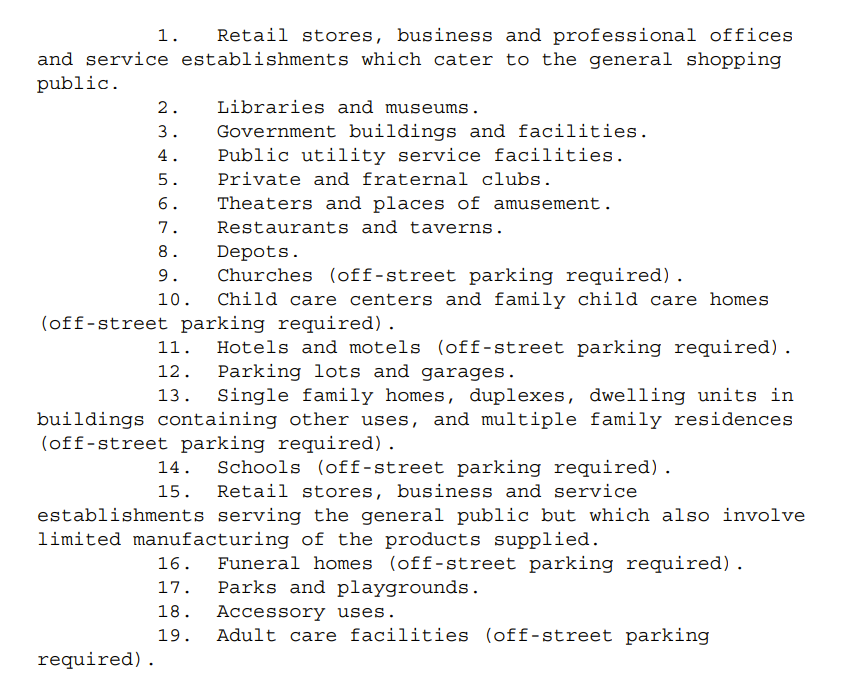 1. Retail stores, business and professional offices
and service establishments which cater to the general shopping
public.
2. Libraries and museums.
3. Government buildings and facilities.
4. Public utility service facilities.
5. Private and fraternal clubs.
6. Theaters and places of amusement.
7. Restaurants and taverns.
8. Depots.
9. Churches (off-street parking required).
10. Child care centers and family child care homes
(off-street parking required).
11. Hotels and motels (off-street parking required).
12. Parking lots and garages.
13. Single family homes, duplexes, dwelling units in
buildings containing other uses, and multiple family residences
(off-street parking required).
14. Schools (off-street parking required).
15. Retail stores, business and service
establishments serving the general public but which also involve
limited manufacturing of the products supplied.
16. Funeral homes (off-street parking required).
17. Parks and playgrounds.
18. Accessory uses.
19. Adult care facilities (off-street parking
required).